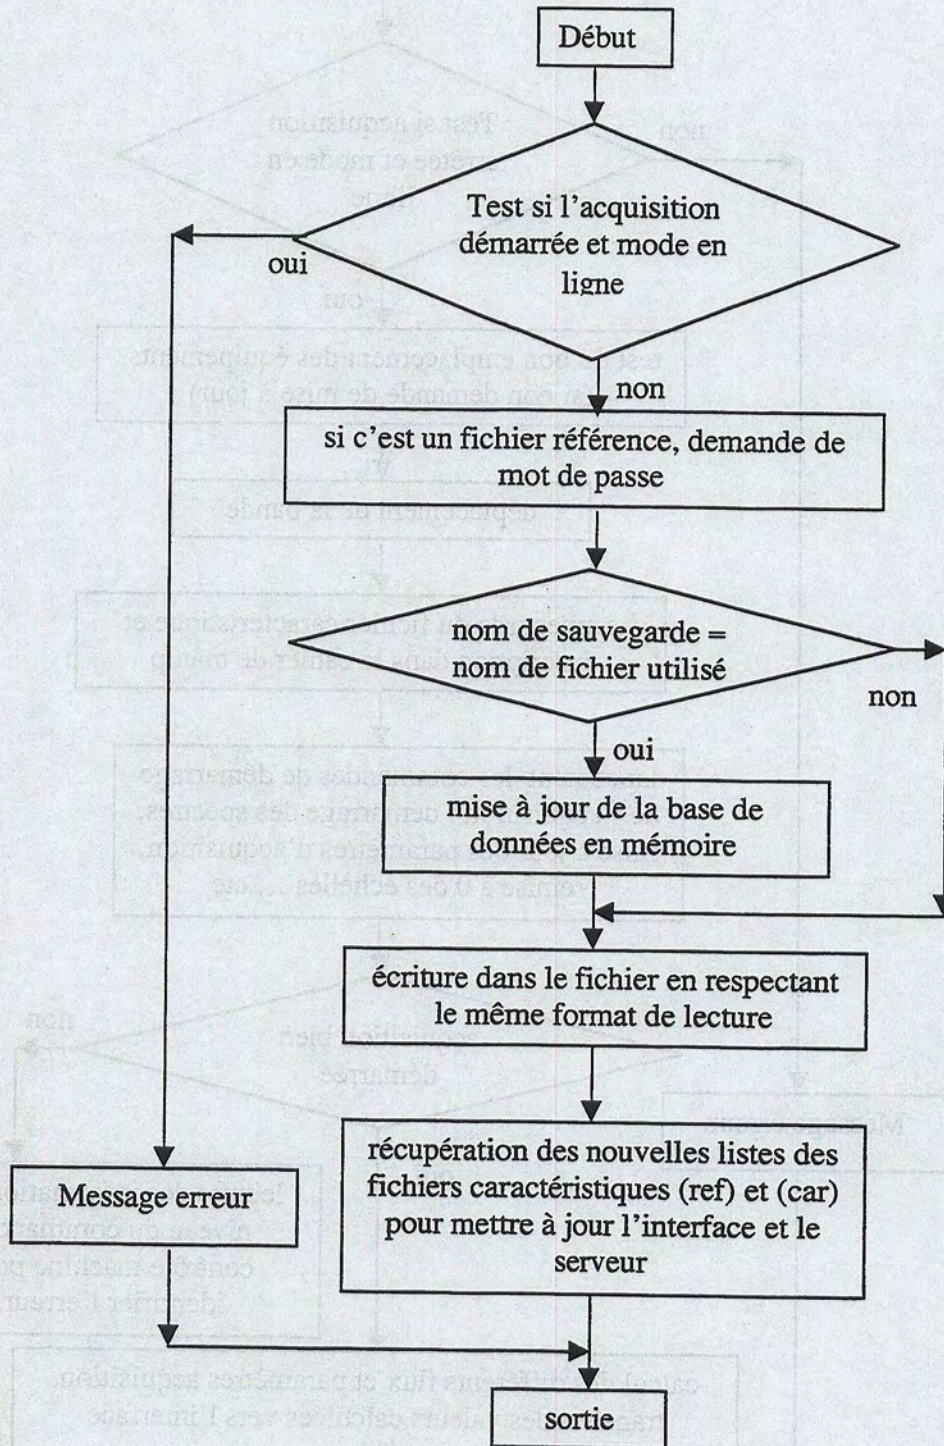 Début
Test si l'acquisition
démarrée et mode en
ligne
oui
non
si c'est un fichier référence, demande de
mot de passe
nom de sauvegarde =
nom de fichier utilisé
non
oui
mise à jour de la base de
données en mémoire
écriture dans le fichier en respectant
le même format de lecture
récupération des nouvelles listes des
fichiers caractéristiques (ref) et (car)
pour mettre à jour l'interface et le
serveur
Message erreur
sortie